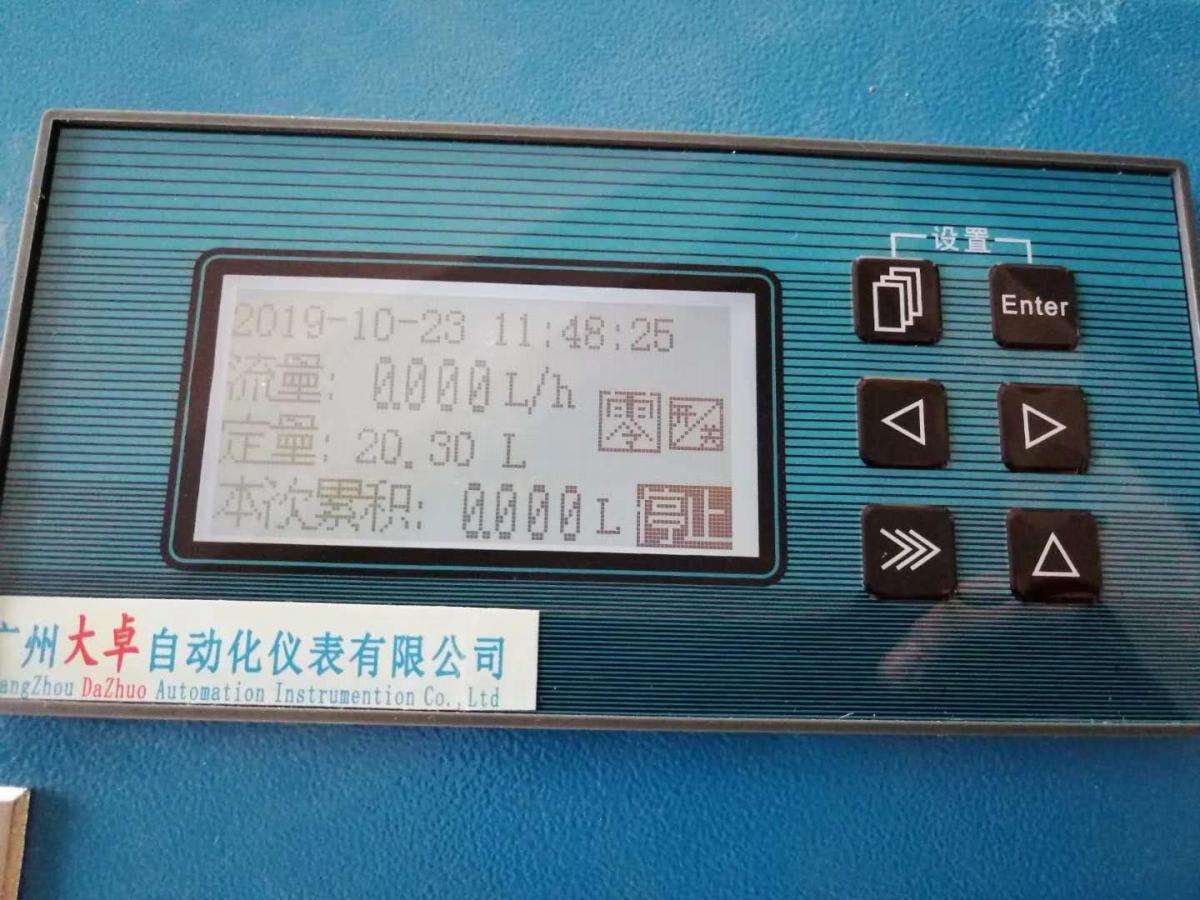 设置
Enter
2019-10-23 11:48:25
流量: 0.000L/h
零
定量: 20.30 L
本次累积: 0.000L 停止
广州大卓自动化仪表有限公司
angZhou DaZhuo Automation Instrumention Co.,Ltd